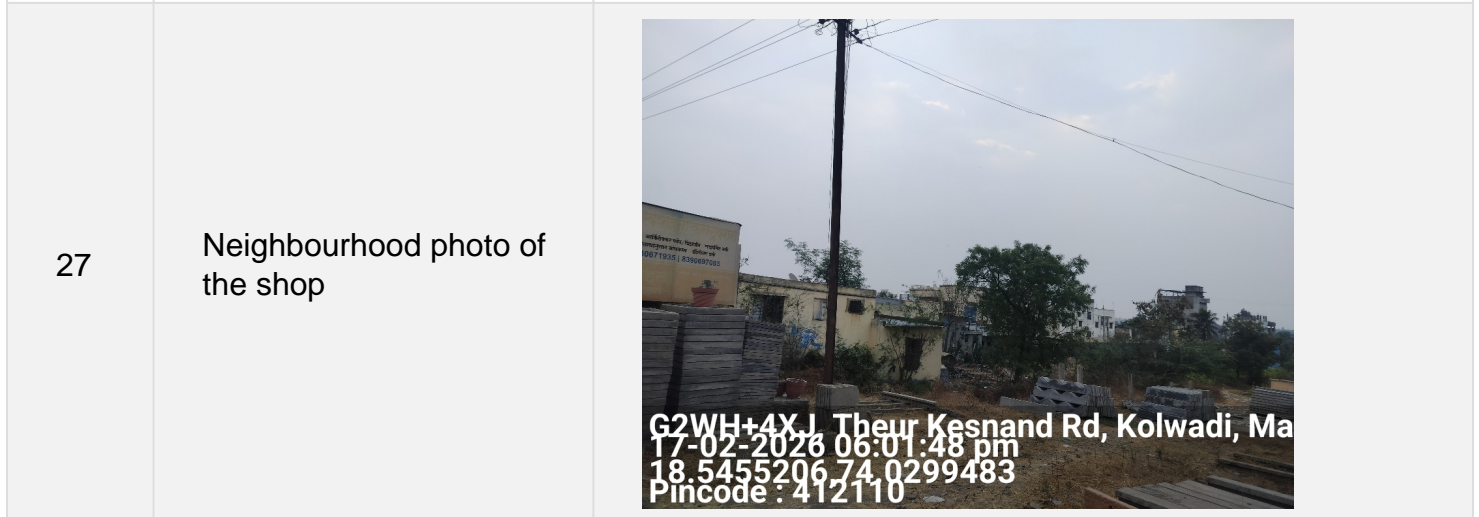 27
Neighbourhood photo of
the shop
8390697085
G2WH+4XJ, Theur Kesnand Rd, Kolwadi, Ma
17-02-2026 06:01:48 pm
18.5455206,74.0299483
Pincode : 412110